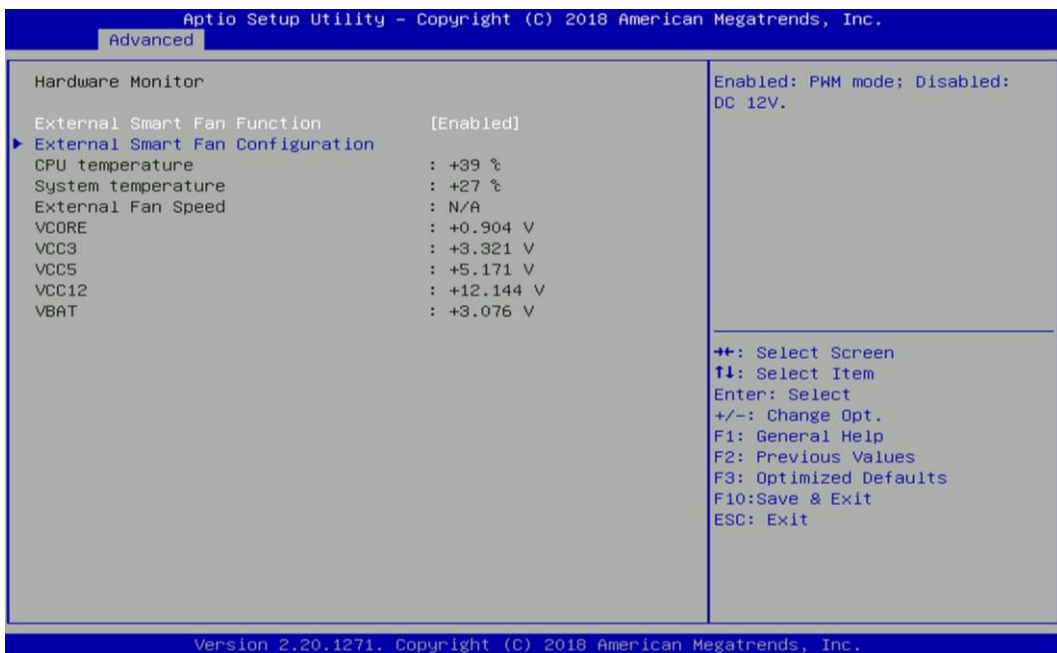 Aptio Setup Utility – Copyright (C) 2018 American Megatrends, Inc.
Advanced
Hardware Monitor
External Smart Fan Function [Enabled]
External Smart Fan Configuration
CPU temperature : +39 ℃
System temperature : +27 ℃
External Fan Speed : N/A
VCORE : +0.904 V
VCC3 : +3.321 V
VCC5 : +5.171 V
VCC12 : +12.144 V
VBAT : +3.076 V
Enabled: PWM mode; Disabled:
DC 12V.
→←: Select Screen
↑↓: Select Item
Enter: Select
+/-: Change Opt.
F1: General Help
F2: Previous Values
F3: Optimized Defaults
F10:Save & Exit
ESC: Exit
Version 2.20.1271. Copyright (C) 2018 American Megatrends, Inc.